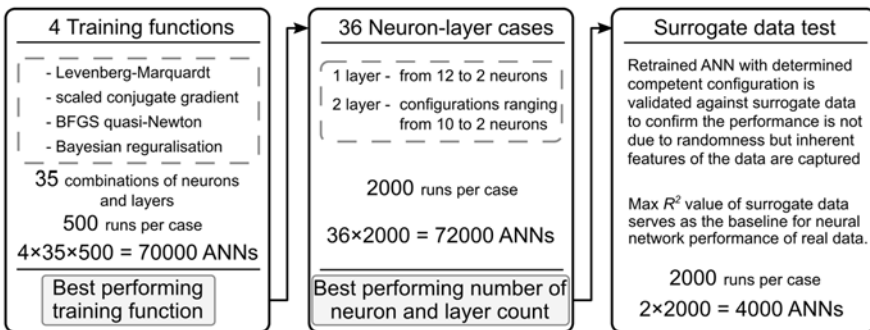 4 Training functions
- Levenberg-Marquardt
- scaled conjugate gradient
- BFGS quasi-Newton
- Bayesian reguralisation
35 combinations of neurons
and layers
500 runs per case
4×35×500 = 70000 ANNs
Best performing
training function
36 Neuron-layer cases
1 layer - from 12 to 2 neurons
2 layer - configurations ranging
from 10 to 2 neurons
2000 runs per case
36×2000 = 72000 ANNs
Best performing number of
neuron and layer count
Surrogate data test
Retrained ANN with determined
competent configuration is
validated against surrogate data
to confirm the performance is not
due to randomness but inherent
features of the data are captured
Max R² value of surrogate data
serves as the baseline for neural
network performance of real data.
2000 runs per case
2×2000 = 4000 ANNs